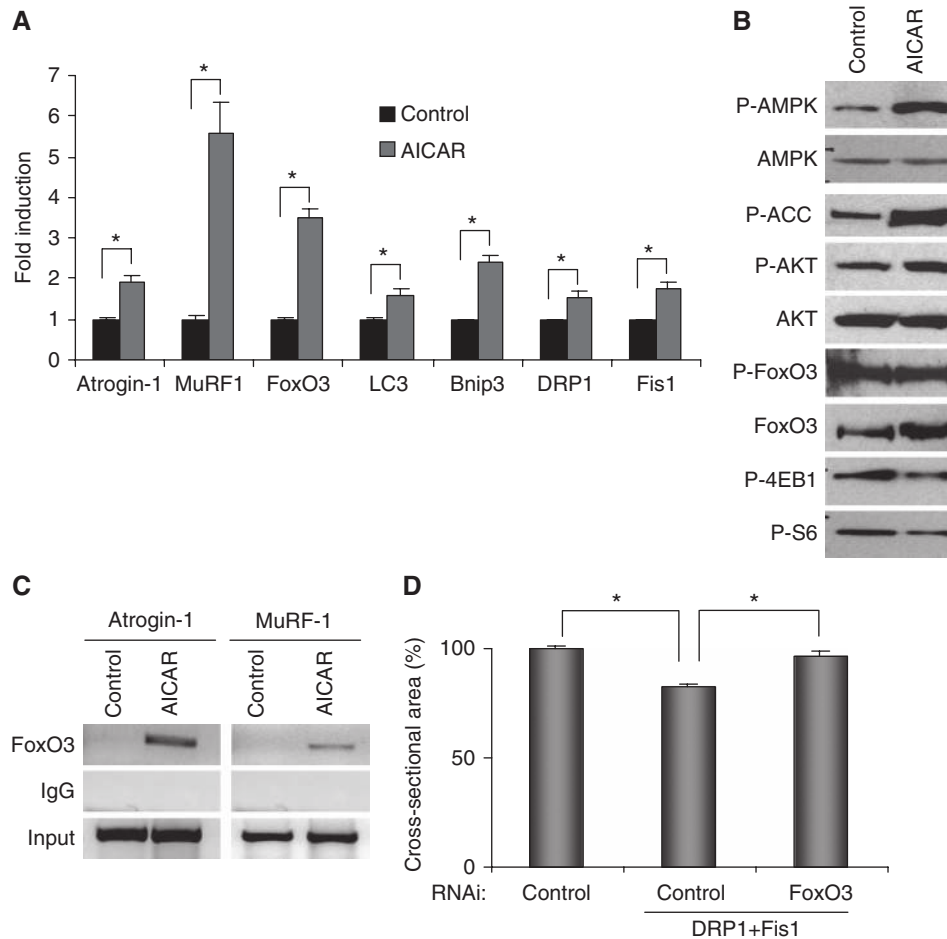 A
Fold induction
7
6
5
4
3
2
1
0
*
*
*
*
*
*
*
Control
AICAR
Atrogin-1 MuRF1 FoxO3 LC3 Bnip3 DRP1 Fis1
B
Control AICAR
P-AMPK
AMPK
P-ACC
P-AKT
AKT
P-FoxO3
FoxO3
P-4EB1
P-S6
C
Atrogin-1 MuRF-1
Control AICAR Control AICAR
FoxO3
IgG
Input
D
Cross-sectional area (%)
100
50
0
* *
RNAi: Control Control FoxO3
DRP1+Fis1